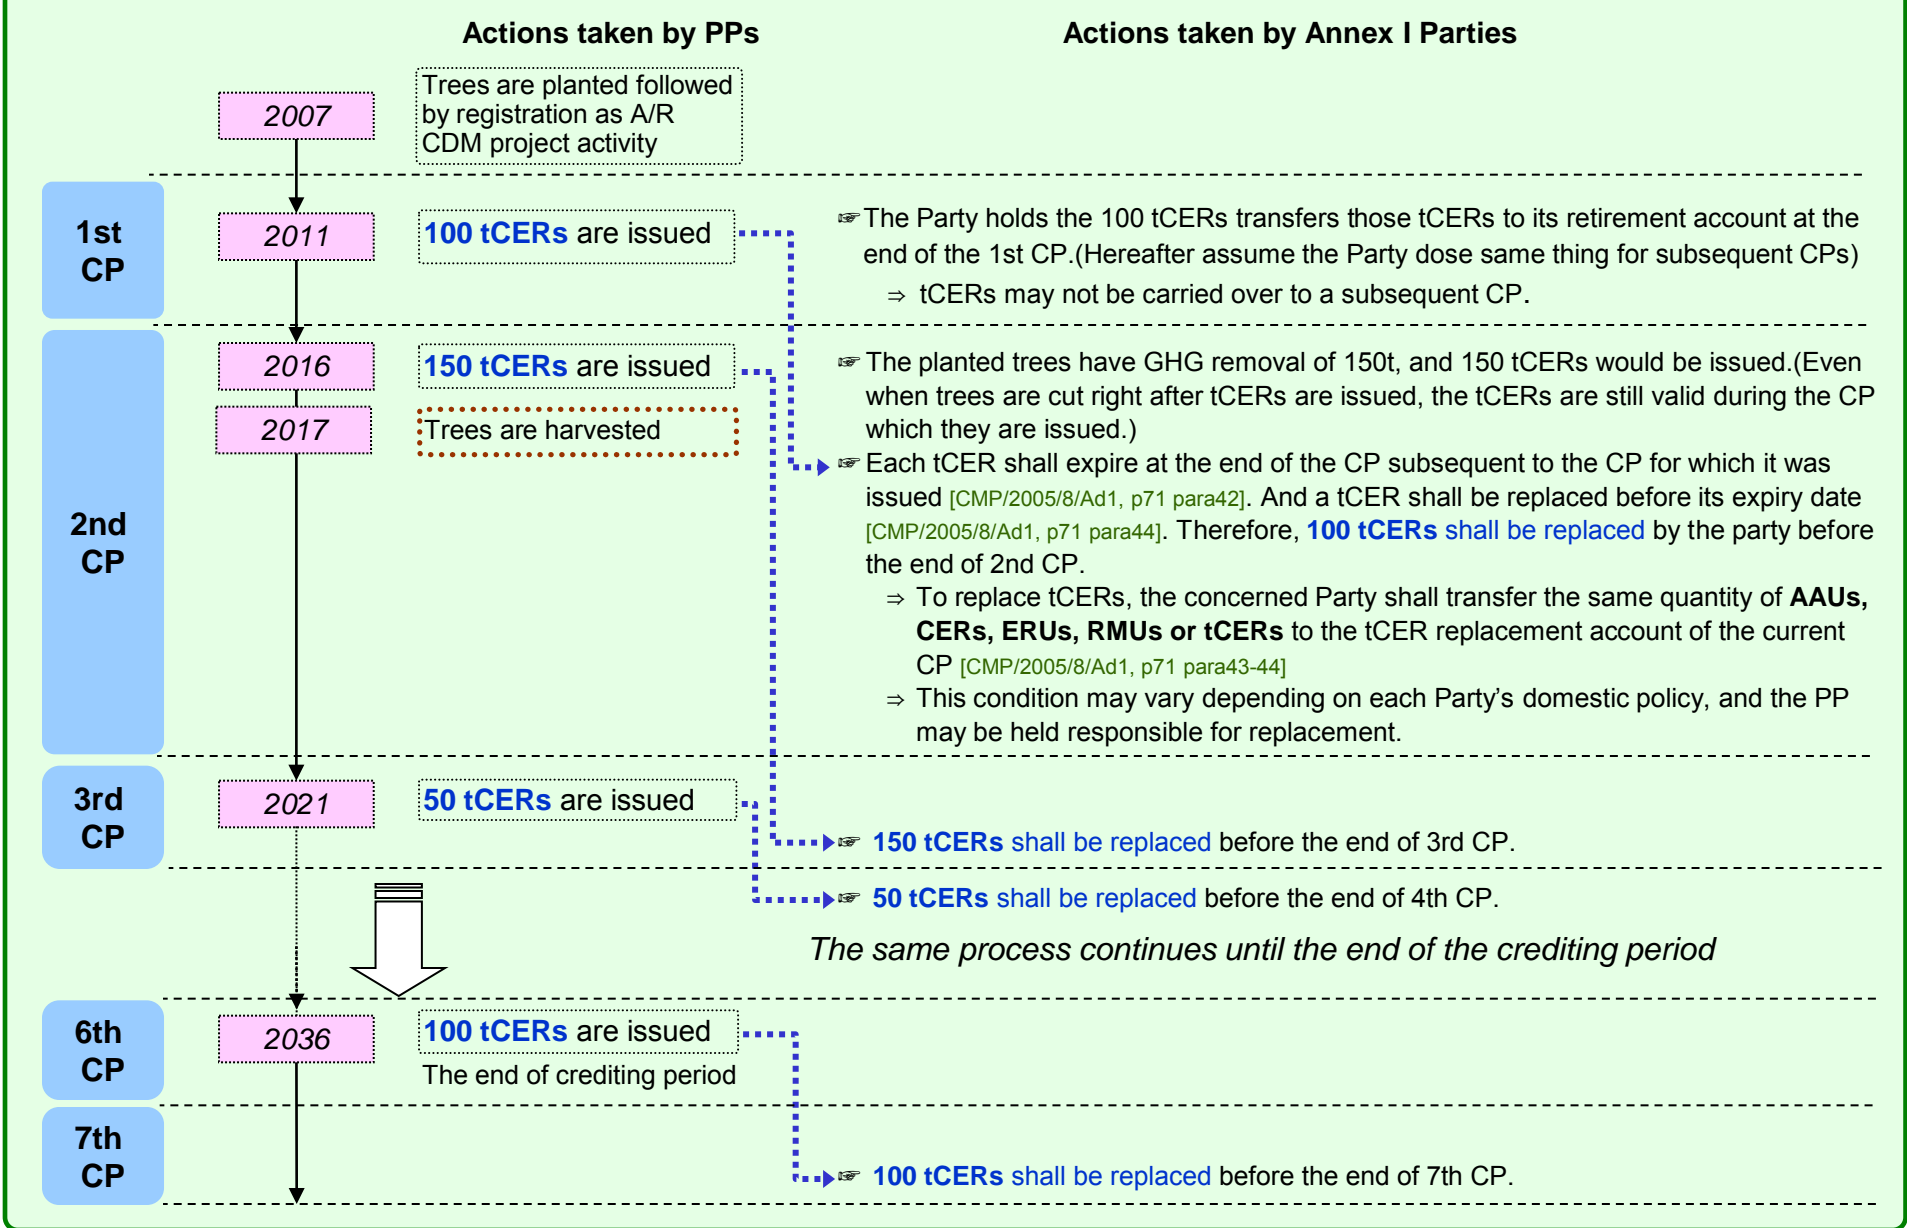 Actions taken by PPs
Actions taken by Annex I Parties
2007
Trees are planted followed
by registration as A/R
CDM project activity
1st
CP
2011
100 tCERs are issued
☞The Party holds the 100 tCERs transfers those tCERs to its retirement account at the
end of the 1st CP.(Hereafter assume the Party dose same thing for subsequent CPs)
⇒ tCERs may not be carried over to a subsequent CP.
2nd
CP
2016
150 tCERs are issued
2017
Trees are harvested
☞The planted trees have GHG removal of 150t, and 150 tCERs would be issued.(Even
when trees are cut right after tCERs are issued, the tCERs are still valid during the CP
which they are issued.)
☞Each tCER shall expire at the end of the CP subsequent to the CP for which it was
issued [CMP/2005/8/Ad1, p71 para42]. And a tCER shall be replaced before its expiry date
[CMP/2005/8/Ad1, p71 para44]. Therefore, 100 tCERs shall be replaced by the party before
the end of 2nd CP.
⇒ To replace tCERs, the concerned Party shall transfer the same quantity of AAUs,
CERs, ERUs, RMUs or tCERs to the tCER replacement account of the current
CP [CMP/2005/8/Ad1, p71 para43-44]
⇒ This condition may vary depending on each Party's domestic policy, and the PP
may be held responsible for replacement.
3rd
CP
2021
50 tCERs are issued
☞ 150 tCERs shall be replaced before the end of 3rd CP.
☞ 50 tCERs shall be replaced before the end of 4th CP.
The same process continues until the end of the crediting period
6th
CP
2036
100 tCERs are issued
The end of crediting period
7th
CP
☞ 100 tCERs shall be replaced before the end of 7th CP.